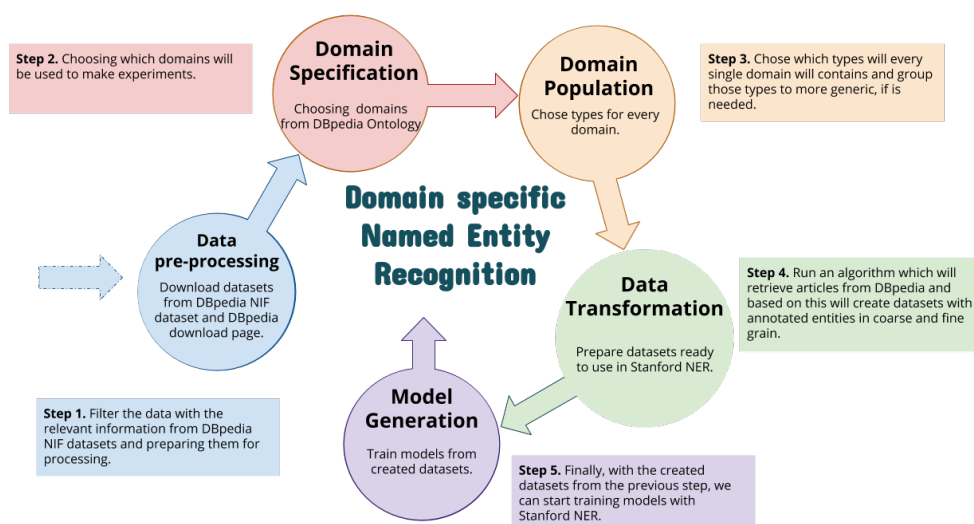 Domain
Specification
Choosing domains
from DBpedia Ontology
Step 2. Choosing which domains will
be used to make experiments.
Domain
Population
Chose types for every
domain.
Step 3. Chose which types will every
single domain will contains and group
those types to more generic, if is
needed.
Domain specific
Named Entity
Recognition
Data
pre-processing
Download datasets
from DBpedia NIF
dataset and DBpedia
download page.
Data
Transformation
Prepare datasets ready
to use in Stanford NER.
Step 4. Run an algorithm which will
retrieve articles from DBpedia and
based on this will create datasets with
annotated entities in coarse and fine
grain.
Model
Generation
Train models from
created datasets.
Step 1. Filter the data with the
relevant information from DBpedia
NIF datasets and preparing them for
processing.
Step 5. Finally, with the created
datasets from the previous step, we
can start training models with
Stanford NER.